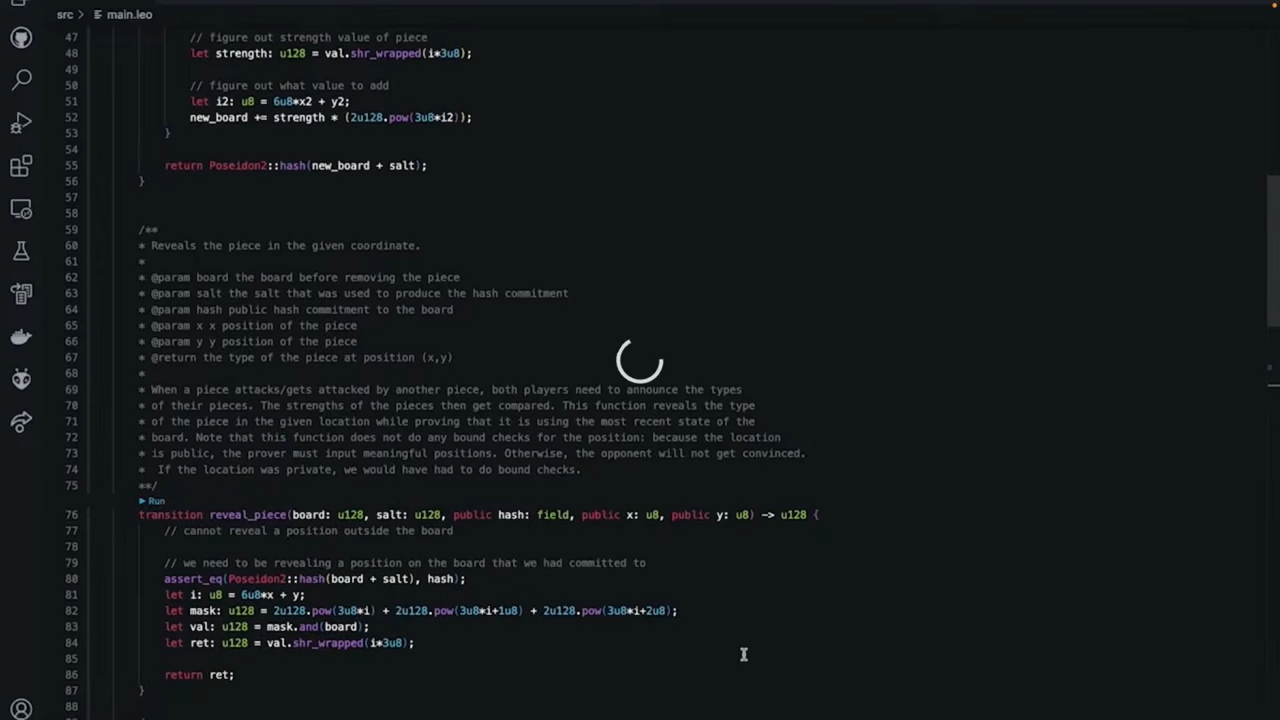 src > main.leo
47 // figure out strength value of piece
48 let strength: u128 = val.shr_wrapped(i*3u8);
49
50 // figure out what value to add
51 let i2: u8 = 6u8*x2 + y2;
52 new_board += strength * (2u128.pow(3u8*i2));
53 }
54
55 return Poseidon2::hash(new_board + salt);
56 }
57
58
59 /**
60 * Reveals the piece in the given coordinate.
61 *
62 * @param board the board before removing the piece
63 * @param salt the salt that was used to produce the hash commitment
64 * @param hash public hash commitment to the board
65 * @param x x position of the piece
66 * @param y y position of the piece
67 * @return the type of the piece at position (x,y)
68 *
69 * When a piece attacks/gets attacked by another piece, both players need to announce the types
70 * of their pieces. The strengths of the pieces then get compared. This function reveals the type
71 * of the piece in the given location while proving that it is using the most recent state of the
72 * board. Note that this function does not do any bound checks for the position: because the location
73 * is public, the prover must input meaningful positions. Otherwise, the opponent will not get convinced.
74 * If the location was private, we would have had to do bound checks.
75 **/
Run
76 transition reveal_piece(board: u128, salt: u128, public hash: field, public x: u8, public y: u8) -> u128 {
77 // cannot reveal a position outside the board
78
79 // we need to be revealing a position on the board that we had committed to
80 assert_eq(Poseidon2::hash(board + salt), hash);
81 let i: u8 = 6u8*x + y;
82 let mask: u128 = 2u128.pow(3u8*i) + 2u128.pow(3u8*i+1u8) + 2u128.pow(3u8*i+2u8);
83 let val: u128 = mask.and(board);
84 let ret: u128 = val.shr_wrapped(i*3u8);
85
86 return ret;
87 }
88